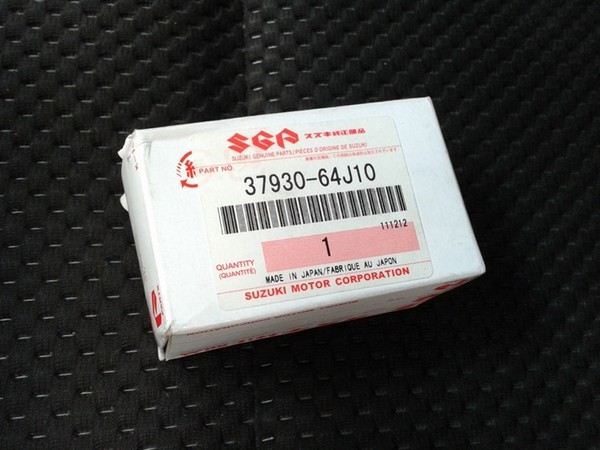 SGP スズキ純正部品
SUZUKI GENUINE PARTS/PIECES D'ORIGINE DE SUZUKI
PART NO.
37930-64J10
111212
QUANTITY
(QUANTITÉ)
1
MADE IN JAPAN/FABRIQUE AU JAPON
SUZUKI MOTOR CORPORATION